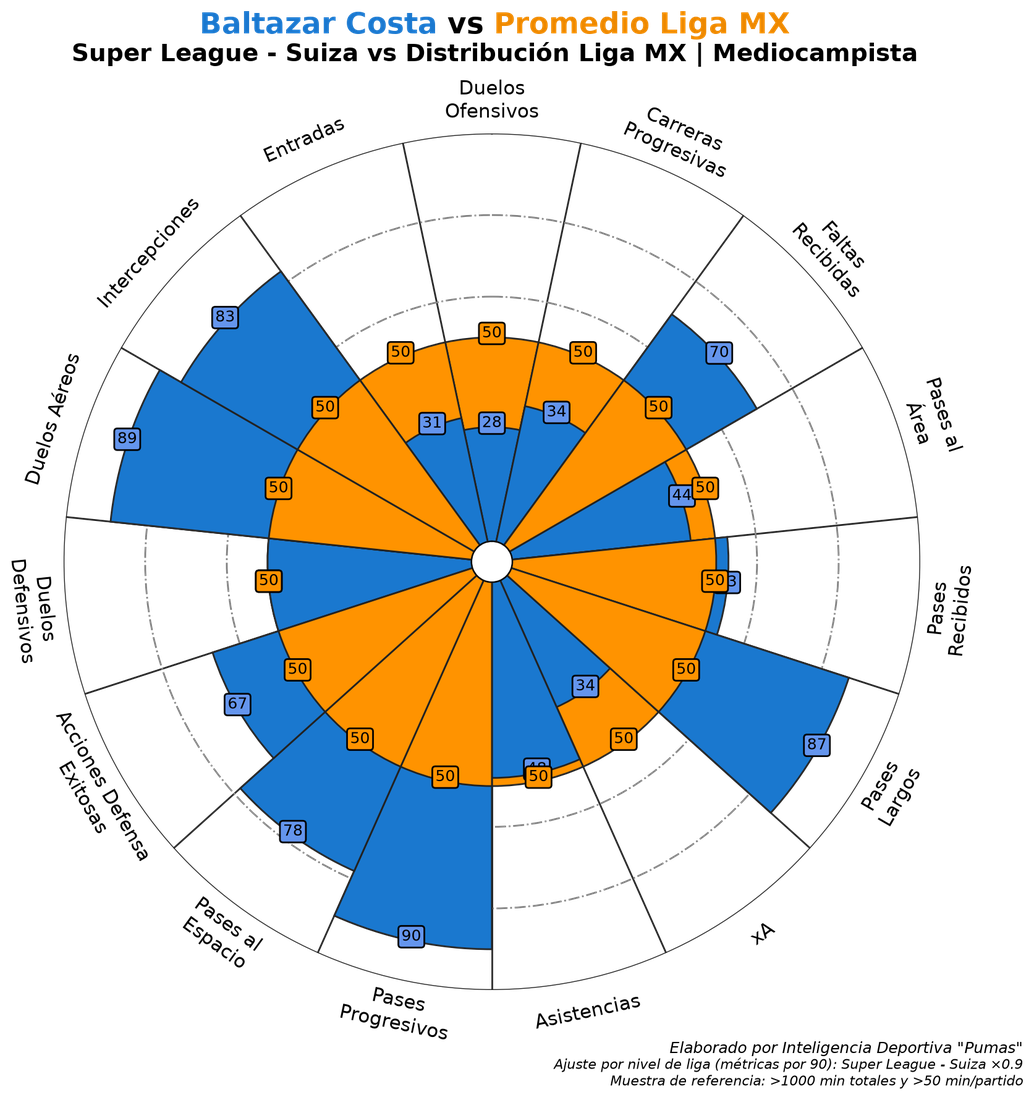 Baltazar Costa vs Promedio Liga MX
Super League - Suiza vs Distribución Liga MX | Mediocampista
Duelos
Ofensivos
Carreras
Progresivas
Faltas
Recibidas
Pases al
Área
Pases
Recibidos
Pases
Largos
xA
Asistencias
Pases
Progresivos
Pases al
Espacio
Acciones Defensa
Exitosas
Duelos
Defensivos
Duelos Aéreos
Intercepciones
Entradas
50
28
50
34
50
70
50
44
50
50
87
50
34
50
50
90
50
78
50
67
50
50
89
50
83
50
31
Elaborado por Inteligencia Deportiva "Pumas"
Ajuste por nivel de liga (métricas por 90): Super League - Suiza ×0.9
Muestra de referencia: >1000 min totales y >50 min/partido